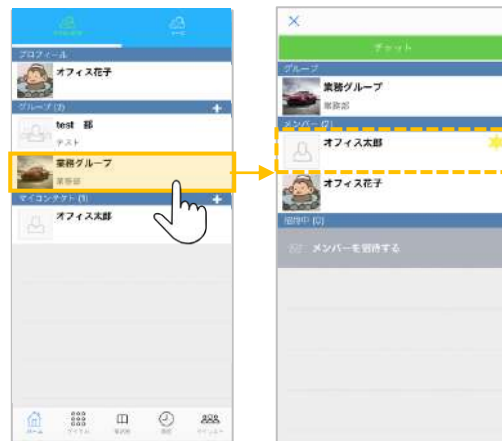 プロフィール
オフィス花子
グループ (2)
+
test 部
テスト
業務グループ
業務部
マイコンタクト (1)
+
オフィス太郎
ホーム
×
チャット
グループ
業務グループ
業務部
メンバー (2)
オフィス太郎
オフィス花子
招待中 (0)
メンバーを招待する